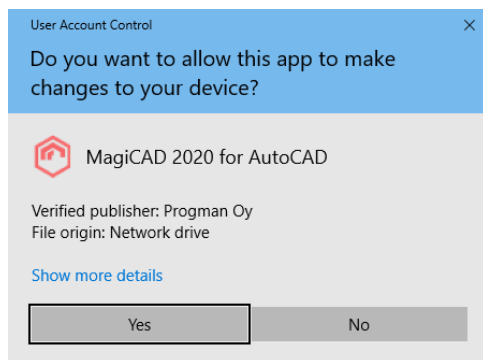 User Account Control
Do you want to allow this app to make
changes to your device?
MagiCAD 2020 for AutoCAD
Verified publisher: Progman Oy
File origin: Network drive
Show more details
Yes
No